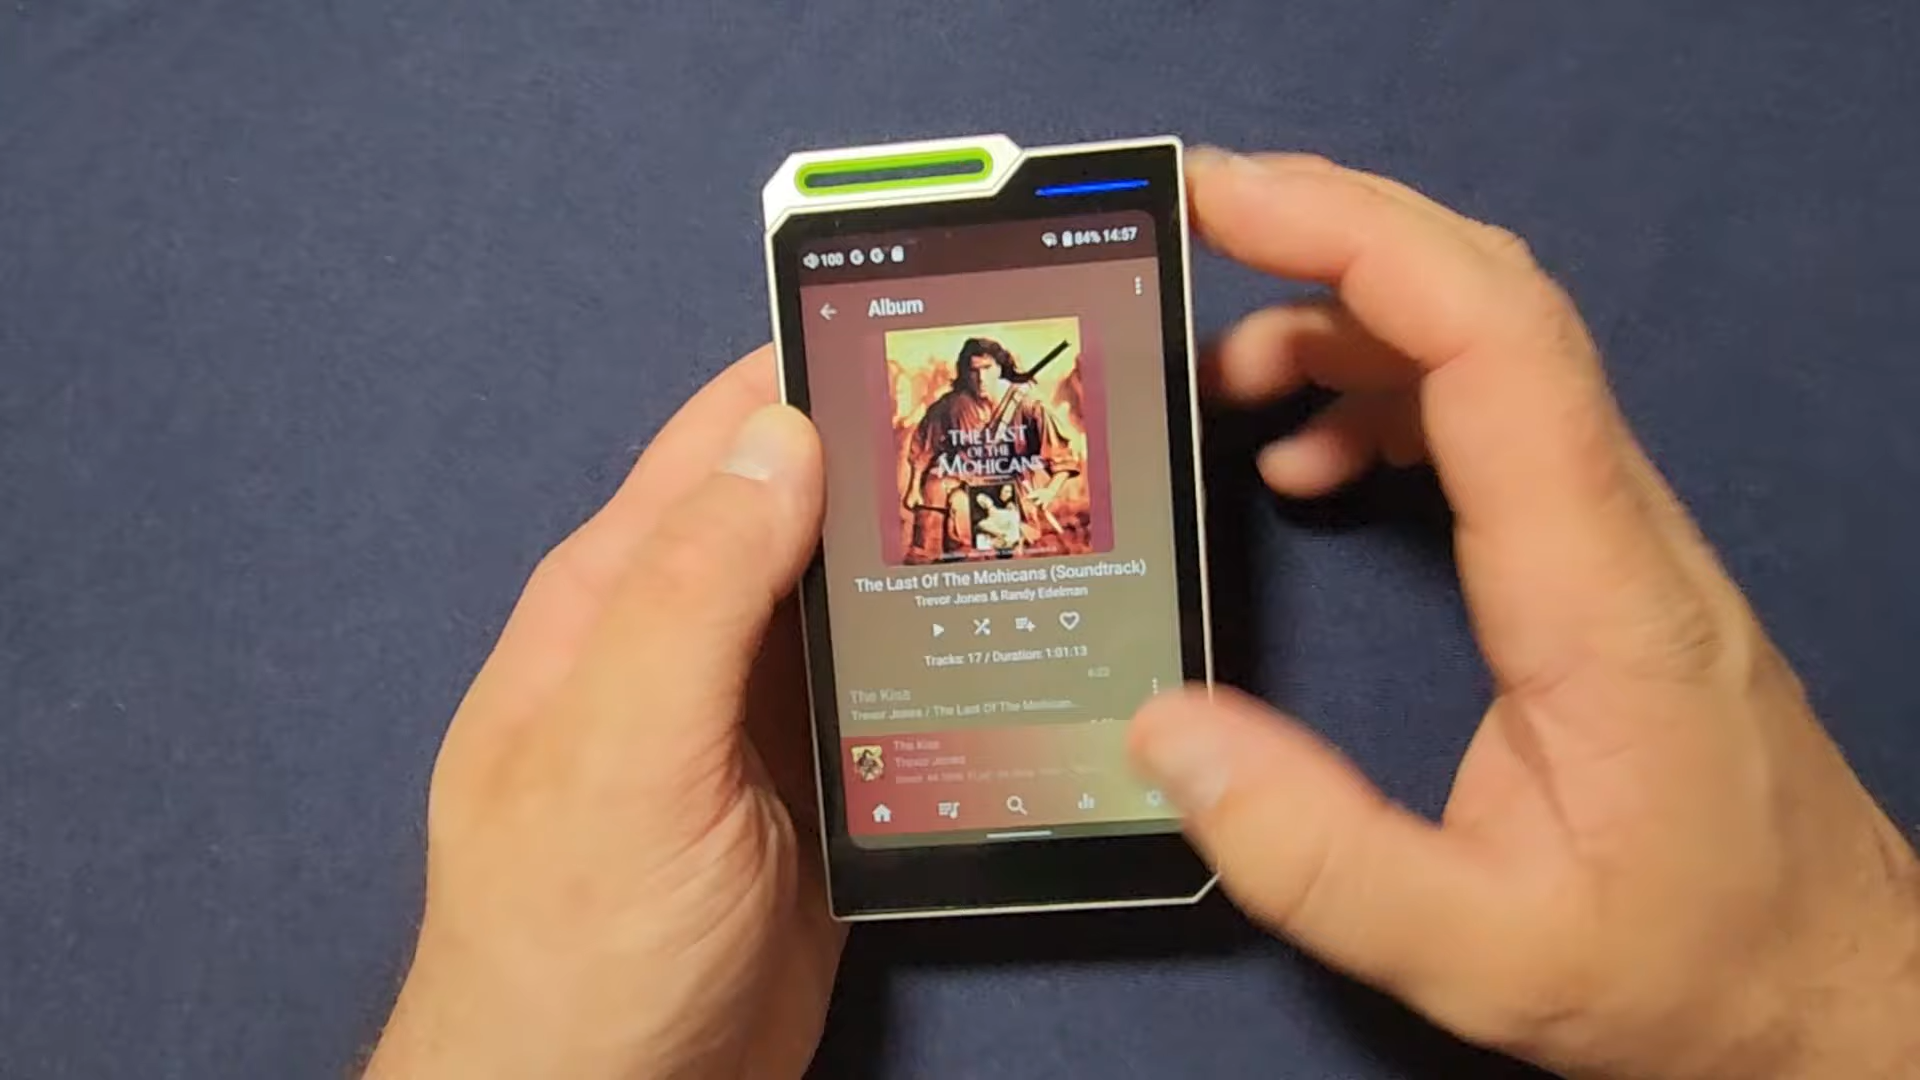 100
84% 14:57
Album
THE LAST
OF THE
MOHICANS
The Last Of The Mohicans (Soundtrack)
Trevor Jones & Randy Edelman
Tracks: 17 / Duration: 1:01:13
The Kiss
Trevor Jones / The Last Of The Mohican...
The Kiss
Trevor Jones